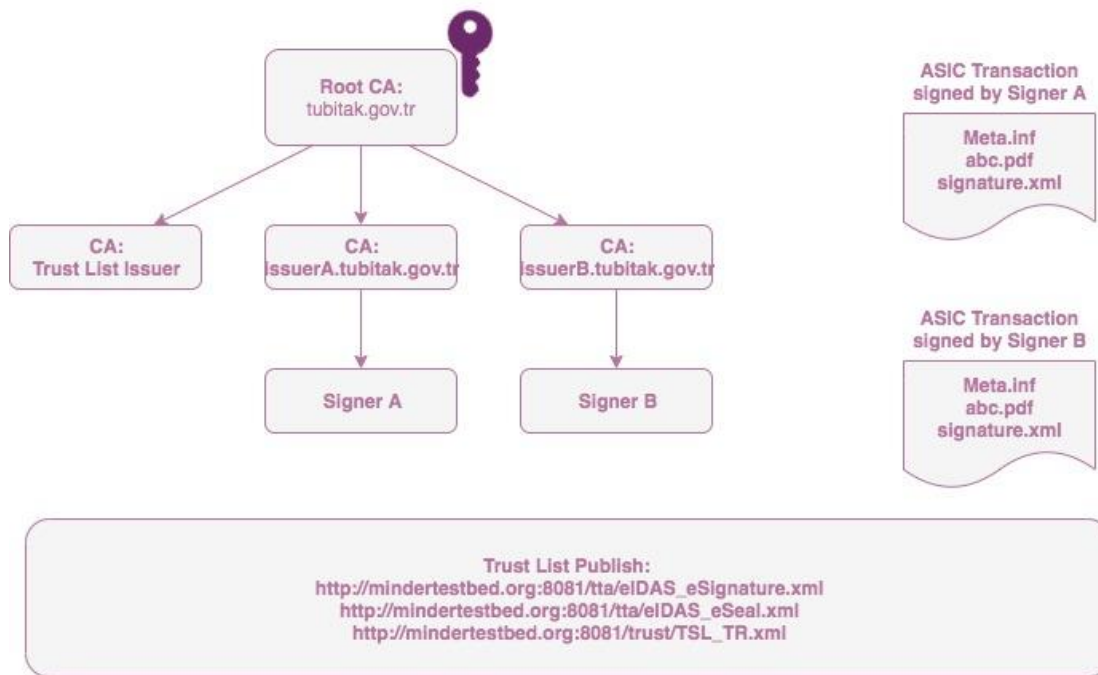 Root CA:
tubitak.gov.tr
ASIC Transaction
signed by Signer A
Meta.inf
abc.pdf
signature.xml
CA:
Trust List Issuer
CA:
issuerA.tubitak.gov.tr
CA:
issuerB.tubitak.gov.tr
Signer A
Signer B
ASIC Transaction
signed by Signer B
Meta.inf
abc.pdf
signature.xml
Trust List Publish:
http://mindertestbed.org:8081/tta/eIDAS_eSignature.xml
http://mindertestbed.org:8081/tta/eIDAS_eSeal.xml
http://mindertestbed.org:8081/trust/TSL_TR.xml